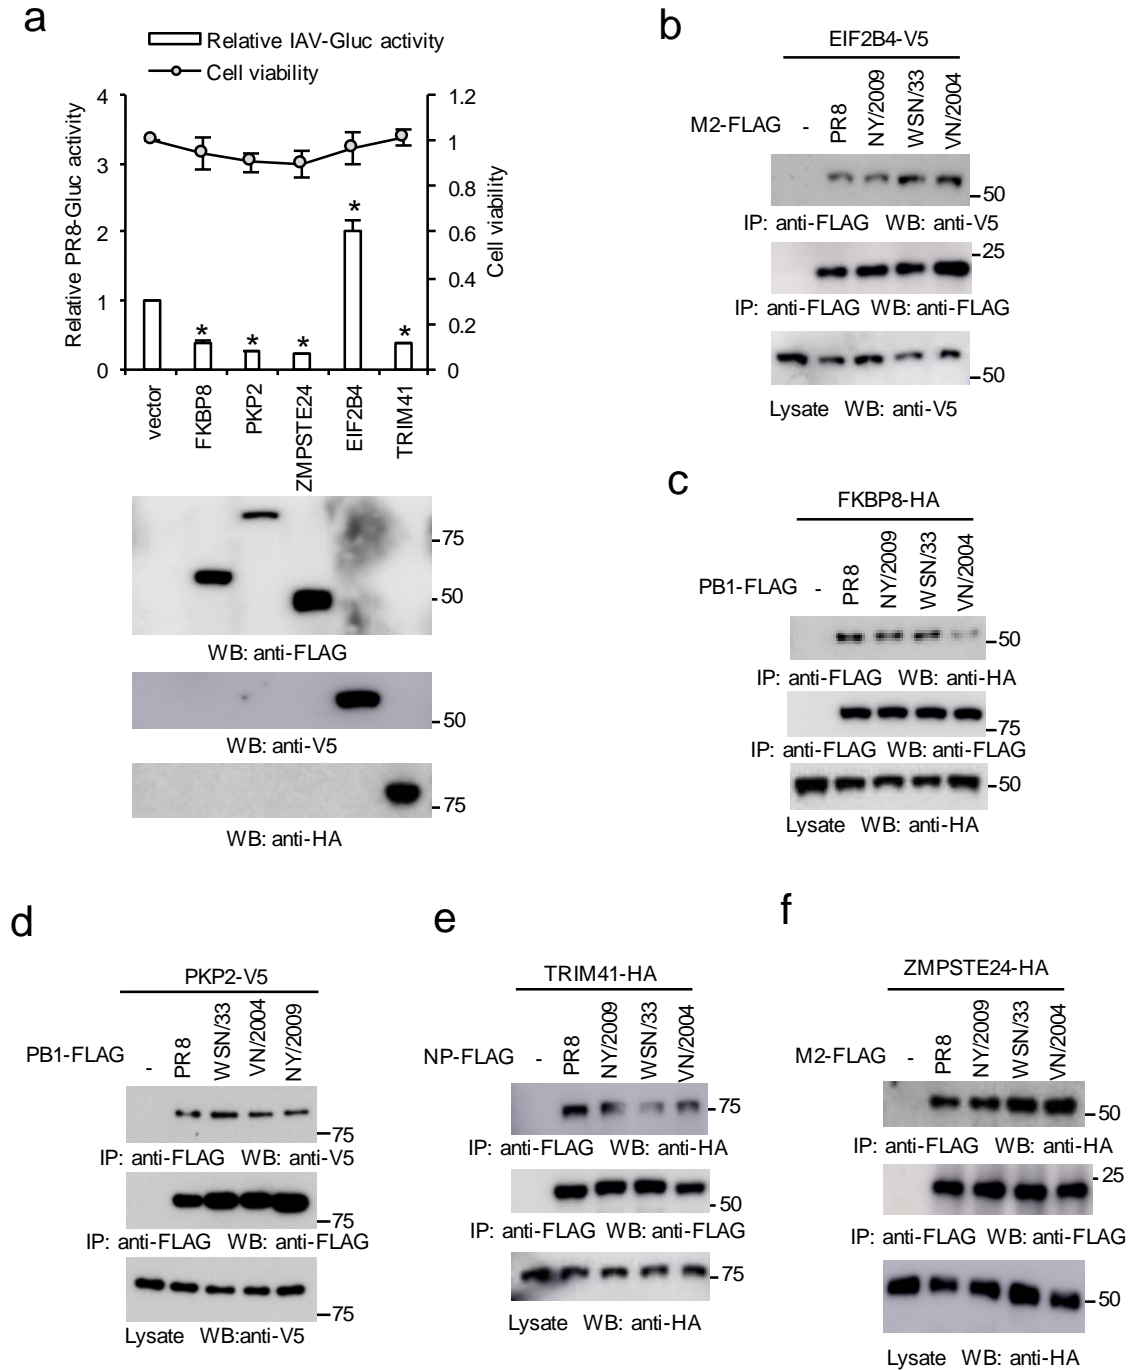 a
Relative IAV-Gluc activity
Cell viability
Relative PR8-Gluc activity
4
3
2
1
0
1.2
1
0.8
0.6
0.4
0.2
0
Cell viability
* * * * *
vector FKBP8 PKP2 ZMPSTE24 EIF2B4 TRIM41
75
50
WB: anti-FLAG
50
WB: anti-V5
75
WB: anti-HA
b
EIF2B4-V5
M2-FLAG - PR8 NY/2009 WSN/33 VN/2004
50
IP: anti-FLAG WB: anti-V5
25
IP: anti-FLAG WB: anti-FLAG
50
Lysate WB: anti-V5
c
FKBP8-HA
PB1-FLAG - PR8 NY/2009 WSN/33 VN/2004
50
IP: anti-FLAG WB: anti-HA
75
IP: anti-FLAG WB: anti-FLAG
50
Lysate WB: anti-HA
d
PKP2-V5
PB1-FLAG - PR8 WSN/33 VN/2004 NY/2009
75
IP: anti-FLAG WB: anti-V5
75
IP: anti-FLAG WB: anti-FLAG
75
Lysate WB:anti-V5
e
TRIM41-HA
NP-FLAG - PR8 NY/2009 WSN/33 VN/2004
75
IP: anti-FLAG WB: anti-HA
50
IP: anti-FLAG WB: anti-FLAG
75
Lysate WB: anti-HA
f
ZMPSTE24-HA
M2-FLAG - PR8 NY/2009 WSN/33 VN/2004
50
IP: anti-FLAG WB: anti-HA
25
IP: anti-FLAG WB: anti-FLAG
50
Lysate WB: anti-HA